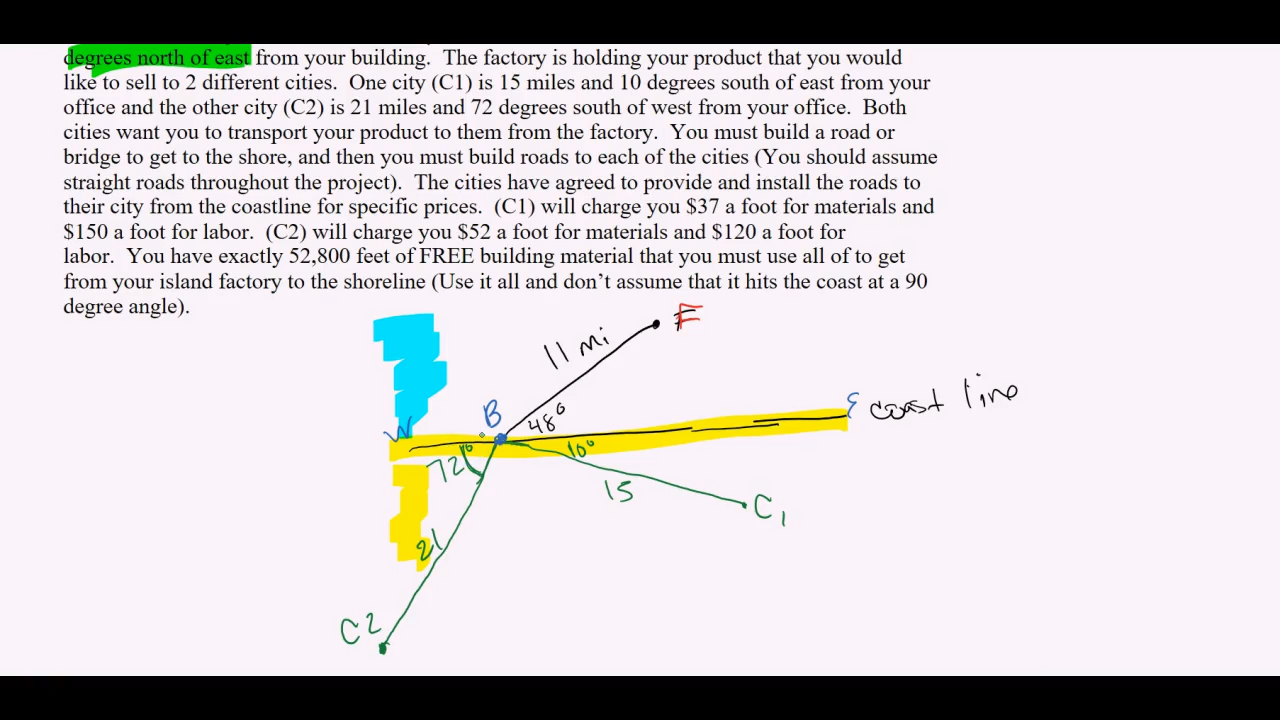 degrees north of east from your building. The factory is holding your product that you would
like to sell to 2 different cities. One city (C1) is 15 miles and 10 degrees south of east from your
office and the other city (C2) is 21 miles and 72 degrees south of west from your office. Both
cities want you to transport your product to them from the factory. You must build a road or
bridge to get to the shore, and then you must build roads to each of the cities (You should assume
straight roads throughout the project). The cities have agreed to provide and install the roads to
their city from the coastline for specific prices. (C1) will charge you $37 a foot for materials and
$150 a foot for labor. (C2) will charge you $52 a foot for materials and $120 a foot for
labor. You have exactly 52,800 feet of FREE building material that you must use all of to get
from your island factory to the shoreline (Use it all and don’t assume that it hits the coast at a 90
degree angle).
F
11 mi
E coast line
B
48°
W
72°
10°
15
C1
21
C2